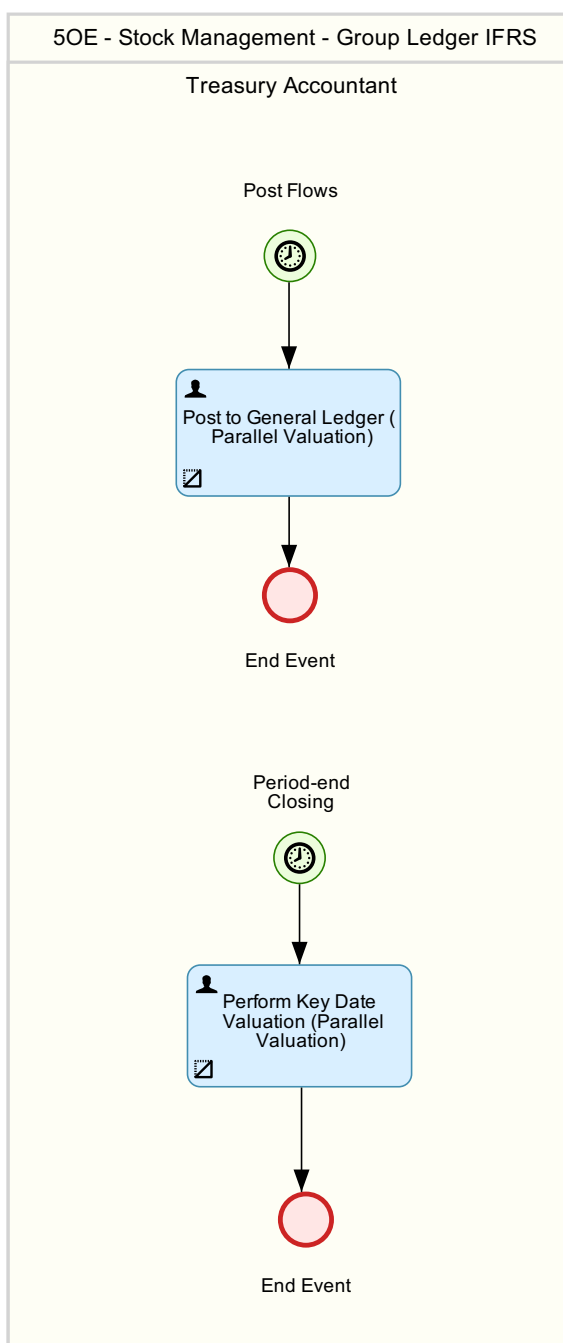 5OE - Stock Management - Group Ledger IFRS
Treasury Accountant
Post Flows
Post to General Ledger (
Parallel Valuation)
End Event
Period-end
Closing
Perform Key Date
Valuation (Parallel
Valuation)
End Event